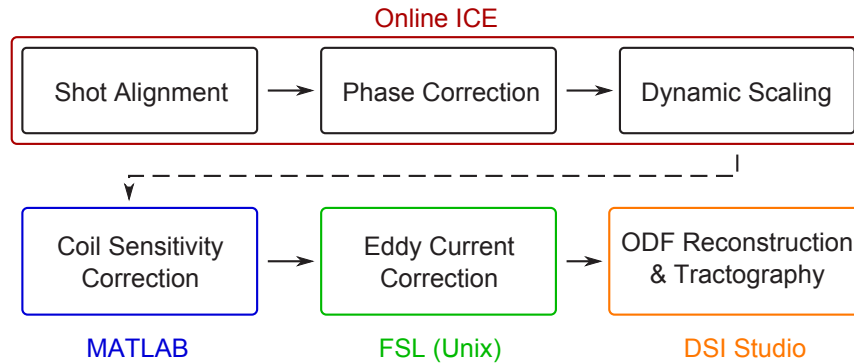 Online ICE
Shot Alignment
Phase Correction
Dynamic Scaling
Coil Sensitivity
Correction
Eddy Current
Correction
ODF Reconstruction
& Tractography
MATLAB
FSL (Unix)
DSI Studio